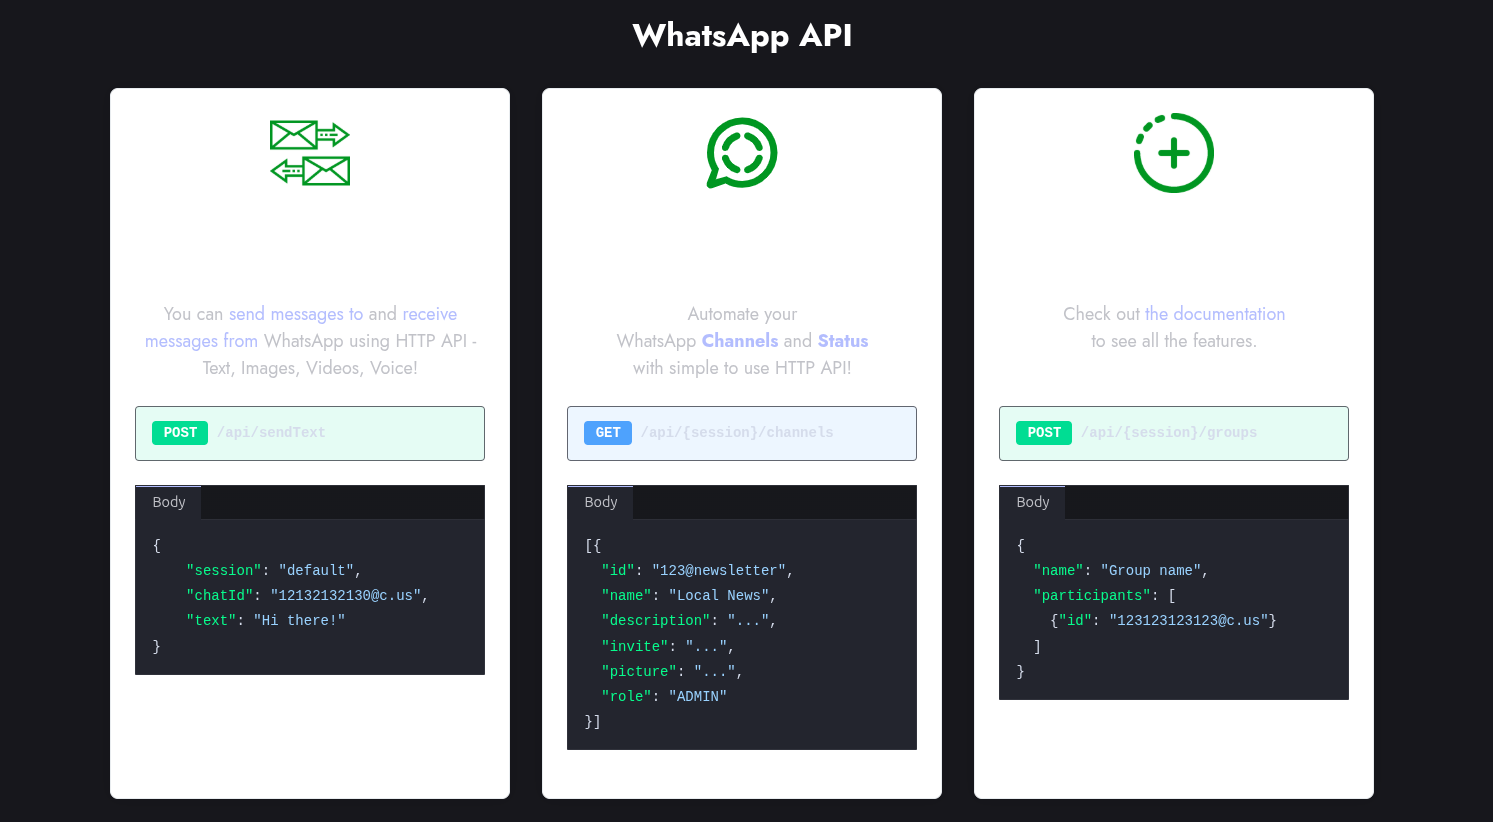 WhatsApp API
You can send messages to and receive
messages from WhatsApp using HTTP API -
Text, Images, Videos, Voice!
POST /api/sendText
Body
{
    "session": "default",
    "chatId": "12132132130@c.us",
    "text": "Hi there!"
}
Automate your
WhatsApp Channels and Status
with simple to use HTTP API!
GET /api/{session}/channels
Body
[{
  "id": "123@newsletter",
  "name": "Local News",
  "description": "...",
  "invite": "...",
  "picture": "...",
  "role": "ADMIN"
}]
Check out the documentation
to see all the features.
POST /api/{session}/groups
Body
{
  "name": "Group name",
  "participants": [
    {"id": "123123123123@c.us"}
  ]
}